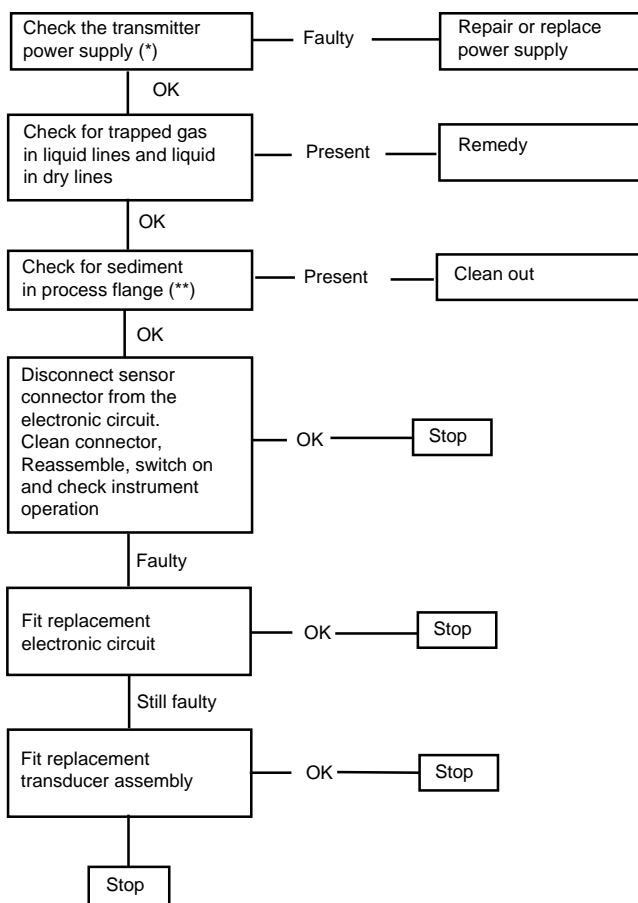 Check the transmitter
power supply (*)
Faulty
Repair or replace
power supply
OK
Check for trapped gas
in liquid lines and liquid
in dry lines
Present
Remedy
OK
Check for sediment
in process flange (**)
Present
Clean out
OK
Disconnect sensor
connector from the
electronic circuit.
Clean connector,
Reassemble, switch on
and check instrument
operation
OK
Stop
Faulty
Fit replacement
electronic circuit
OK
Stop
Still faulty
Fit replacement
transducer assembly
OK
Stop
Stop